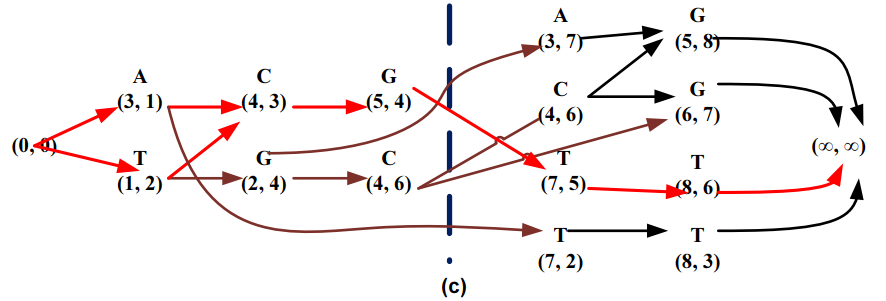 A G
(3, 7) (5, 8)
A C G C G
(3, 1) (4, 3) (5, 4) (4, 6) (6, 7)
(0, 0) (∞, ∞)
T G C T T
(1, 2) (2, 4) (4, 6) (7, 5) (8, 6)
T T
(7, 2) (8, 3)
(c)